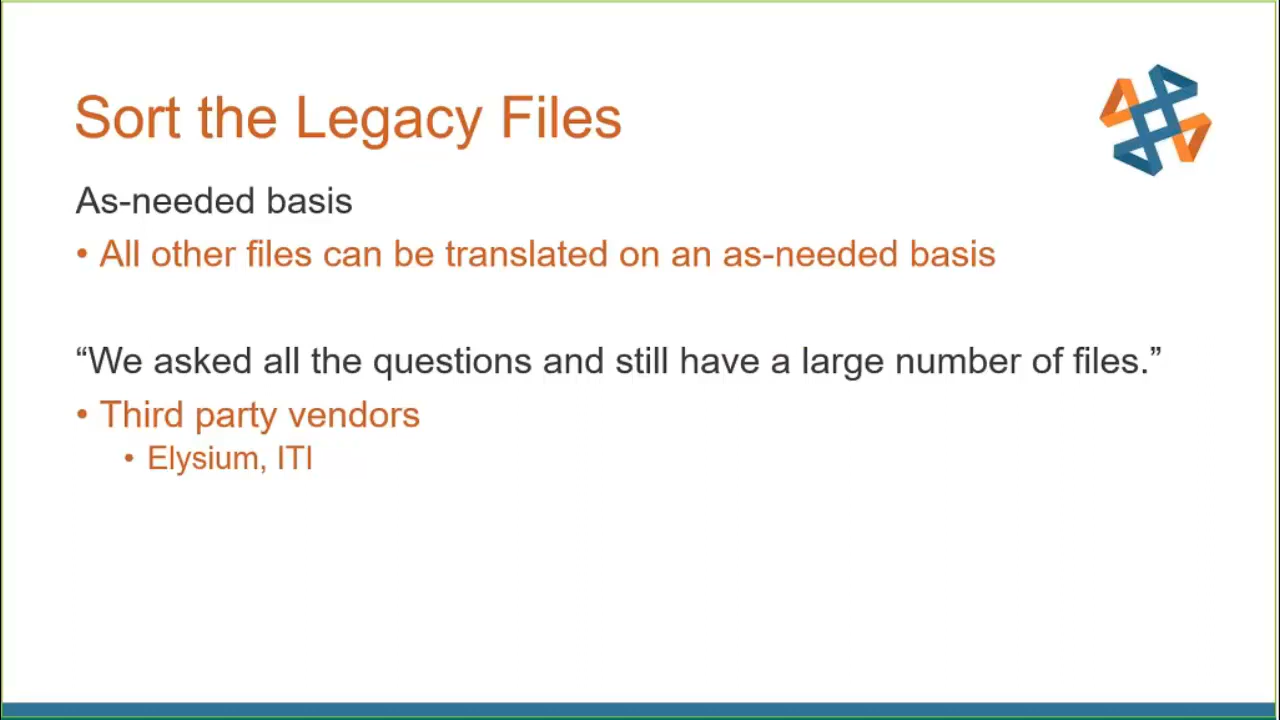 Sort the Legacy Files
As-needed basis
• All other files can be translated on an as-needed basis
“We asked all the questions and still have a large number of files.”
• Third party vendors
• Elysium, ITI